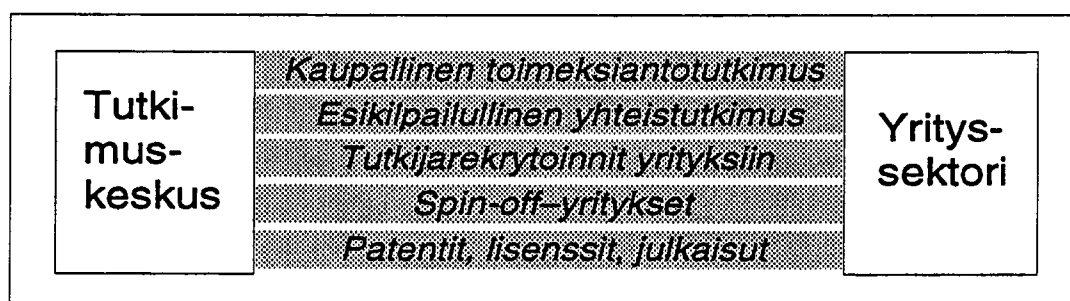 Tutki-
mus-
keskus
Kaupallinen toimeksiantotutkimus
Esikilpailullinen yhteistutkimus
Tutkijarekrytoinnit yrityksiin
Spin-off–yritykset
Patentit, lisenssit, julkaisut
Yritys-
sektori